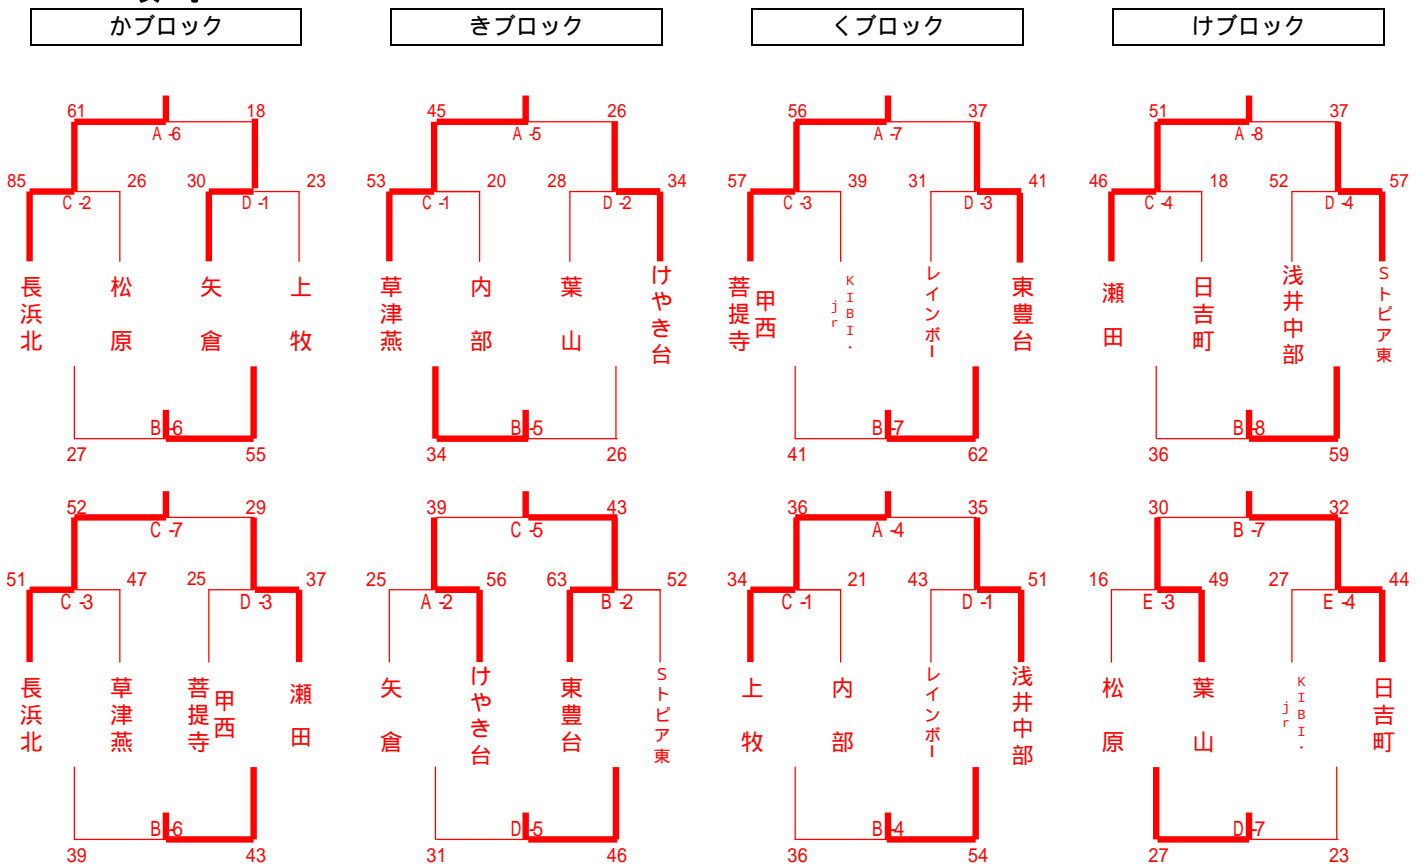 かブロック きブロック くブロック けブロック
61 18 45 26 56 37 51 37
A -6 A -5 A -7 A -8
85 26 30 23 53 20 28 34 57 39 31 41 46 18 52 57
C -2 D -1 C -1 D -2 C -3 D -3 C -4 D -4
長浜北 松原 矢倉 上牧 草津燕 内部 葉山 けやき台 甲西菩提寺 KIBI.jr レインボー 東豊台 瀬田 日吉町 浅井中部 Sトピア東
B -6 B -5 B -7 B -8
27 55 34 26 41 62 36 59
52 29 39 43 36 35 30 32
C -7 C -5 A -4 B -7
51 47 25 37 25 56 63 52 34 21 43 51 16 49 27 44
C -3 D -3 A -2 B -2 C -1 D -1 E -3 E -4
長浜北 草津燕 甲西菩提寺 瀬田 矢倉 けやき台 東豊台 Sトピア東 上牧 内部 レインボー 浅井中部 松原 葉山 KIBI.jr 日吉町
B -6 D -5 B -4 D -7
39 43 31 46 36 54 27 23